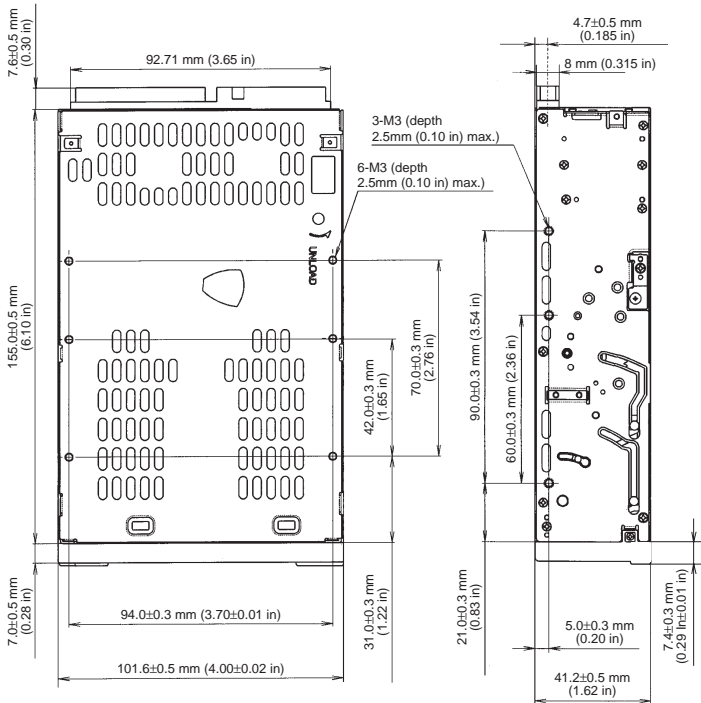 7.6±0.5 mm
(0.30 in)
92.71 mm (3.65 in)
4.7±0.5 mm
(0.185 in)
8 mm (0.315 in)
3-M3 (depth
2.5mm (0.10 in) max.)
6-M3 (depth
2.5mm (0.10 in) max.)
UNLOAD
155.0±0.5 mm
(6.10 in)
70.0±0.3 mm
(2.76 in)
42.0±0.3 mm
(1.65 in)
90.0±0.3 mm (3.54 in)
60.0±0.3 mm (2.36 in)
7.0±0.5 mm
(0.28 in)
94.0±0.3 mm (3.70±0.01 in)
31.0±0.3 mm
(1.22 in)
101.6±0.5 mm (4.00±0.02 in)
21.0±0.3 mm
(0.83 in)
5.0±0.3 mm
(0.20 in)
7.4±0.3 mm
(0.29 In±0.01 in)
41.2±0.5 mm
(1.62 in)